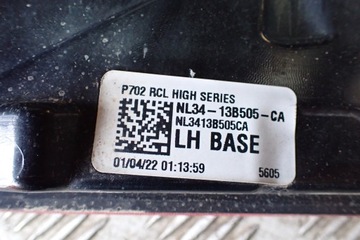 P702 RCL HIGH SERIES
NL34-13B505-CA
NL3413B505CA
LH BASE
01/04/22 01:13:59
5605